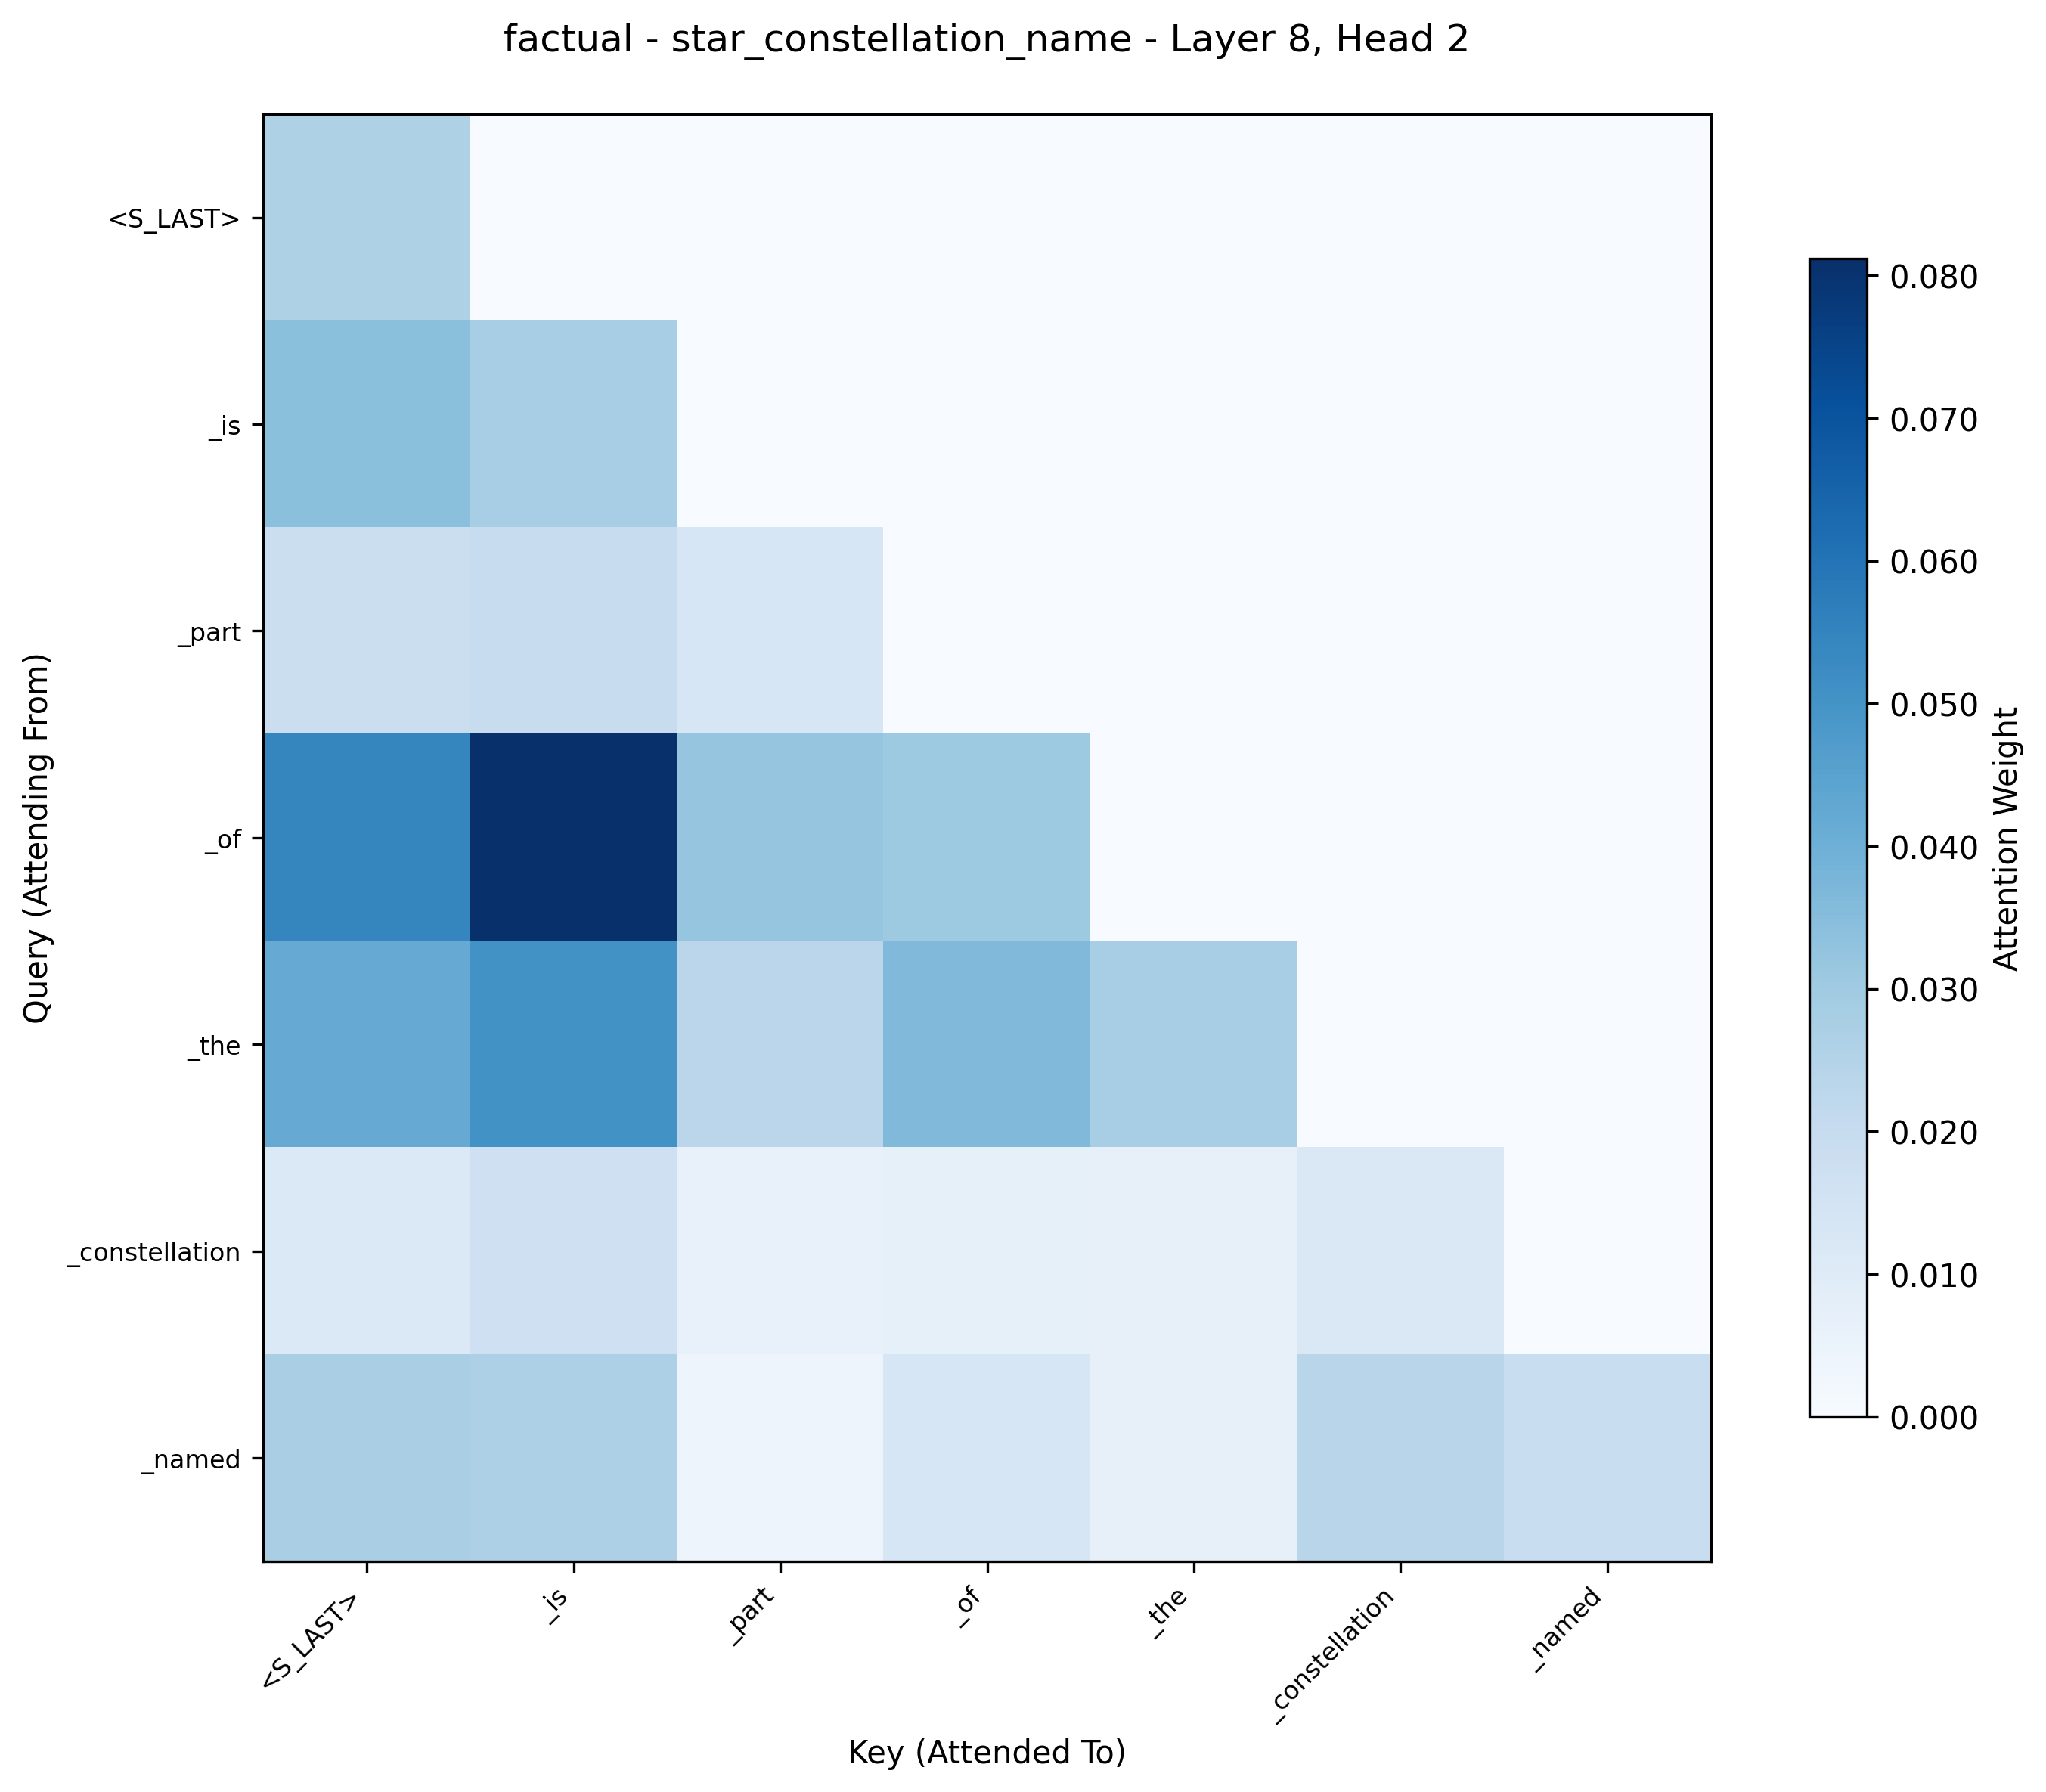 factual - star_constellation_name - Layer 8, Head 2
Query (Attending From)
<S_LAST>
_is
_part
_of
_the
_constellation
_named
<S_LAST>
_is
_part
_of
_the
_constellation
_named
Key (Attended To)
0.080
0.070
0.060
0.050
0.040
0.030
0.020
0.010
0.000
Attention Weight